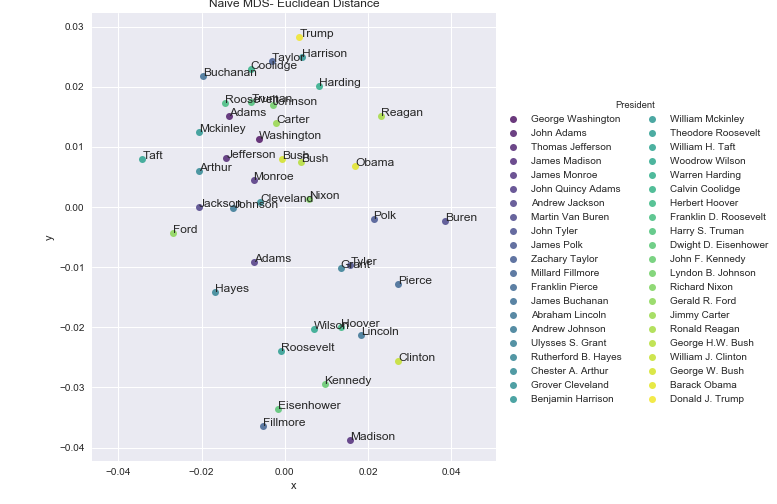 Naive MDS- Euclidean Distance
0.03
0.02
0.01
0.00
−0.01
−0.02
−0.03
−0.04
y
−0.04
−0.02
0.00
0.02
0.04
x
Trump
Taylor
Harrison
Coolidge
Buchanan
Harding
Roosevelt
Truman
Johnson
Adams
Reagan
Carter
Mckinley
Washington
Taft
Jefferson
Bush
Bush
Obama
Arthur
Monroe
Jackson
Johnson
Cleveland
Nixon
Polk
Buren
Ford
Adams
Grant
Tyler
Pierce
Hayes
Wilson
Hoover
Lincoln
Roosevelt
Clinton
Kennedy
Eisenhower
Fillmore
Madison
President
George Washington
John Adams
Thomas Jefferson
James Madison
James Monroe
John Quincy Adams
Andrew Jackson
Martin Van Buren
John Tyler
James Polk
Zachary Taylor
Millard Fillmore
Franklin Pierce
James Buchanan
Abraham Lincoln
Andrew Johnson
Ulysses S. Grant
Rutherford B. Hayes
Chester A. Arthur
Grover Cleveland
Benjamin Harrison
William Mckinley
Theodore Roosevelt
William H. Taft
Woodrow Wilson
Warren Harding
Calvin Coolidge
Herbert Hoover
Franklin D. Roosevelt
Harry S. Truman
Dwight D. Eisenhower
John F. Kennedy
Lyndon B. Johnson
Richard Nixon
Gerald R. Ford
Jimmy Carter
Ronald Reagan
George H.W. Bush
William J. Clinton
George W. Bush
Barack Obama
Donald J. Trump